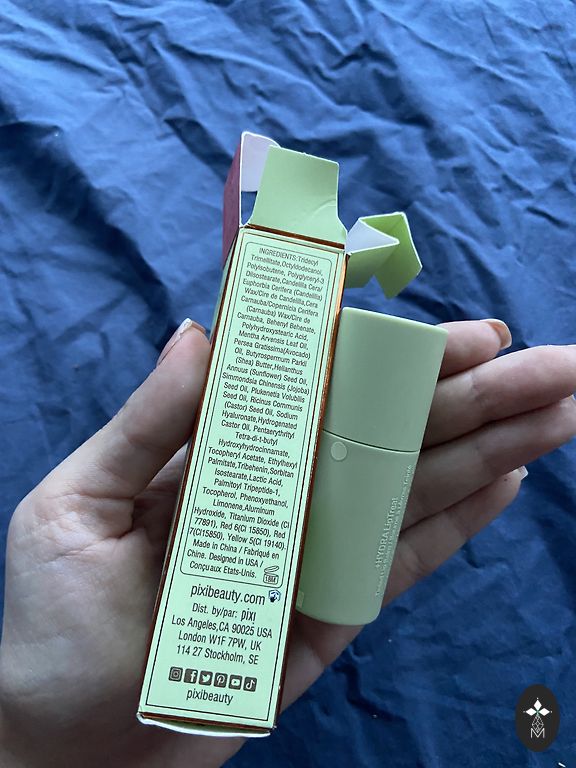 INGREDIENTS:Tridecyl
Trimellitate,Octyldodecanol,
Polyisobutene, Polyglyceryl-3
Diisostearate,Candelilla Cera/
Euphorbia Cerifera (Candelilla)
Wax/Cire de Candelilla,Cera
Carnauba/Copernicia Cerifera
(Carnauba) Wax/Cire de
Carnauba, Behenyl Behenate,
Polyhydroxystearic Acid,
Mentha Arvensis Leaf Oil,
Persea Gratissima(Avocado)
Oil, Butyrospermum Parkii
(Shea) Butter,Helianthus
Annuus (Sunflower) Seed Oil,
Simmondsia Chinensis (Jojoba)
Seed Oil, Plukenetia Volubilis
Seed Oil, Ricinus Communis
(Castor) Seed Oil, Sodium
Hyaluronate,Hydrogenated
Castor Oil, Pentaerythrityl
Tetra-di-t-butyl
Hydroxyhydrocinnamate,
Tocopheryl Acetate, Ethylhexyl
Palmitate,Tribehenin,Sorbitan
Isostearate,Lactic Acid,
Palmitoyl Tripeptide-1,
Tocopherol, Phenoxyethanol,
Limonene,Aluminum
Hydroxide, Titanium Dioxide (CI
77891), Red 6(CI 15850), Red
7(CI15850), Yellow 5(CI 19140).
Made in China / Fabriqué en
Chine. Designed in USA /
Conçu aux Etats-Unis.
18M
pixibeauty.com
Dist. by/par: pixi
Los Angeles,CA 90025 USA
London W1F 7PW, UK
114 27 Stockholm, SE
pixibeauty
+HYDRA LipTreat
M